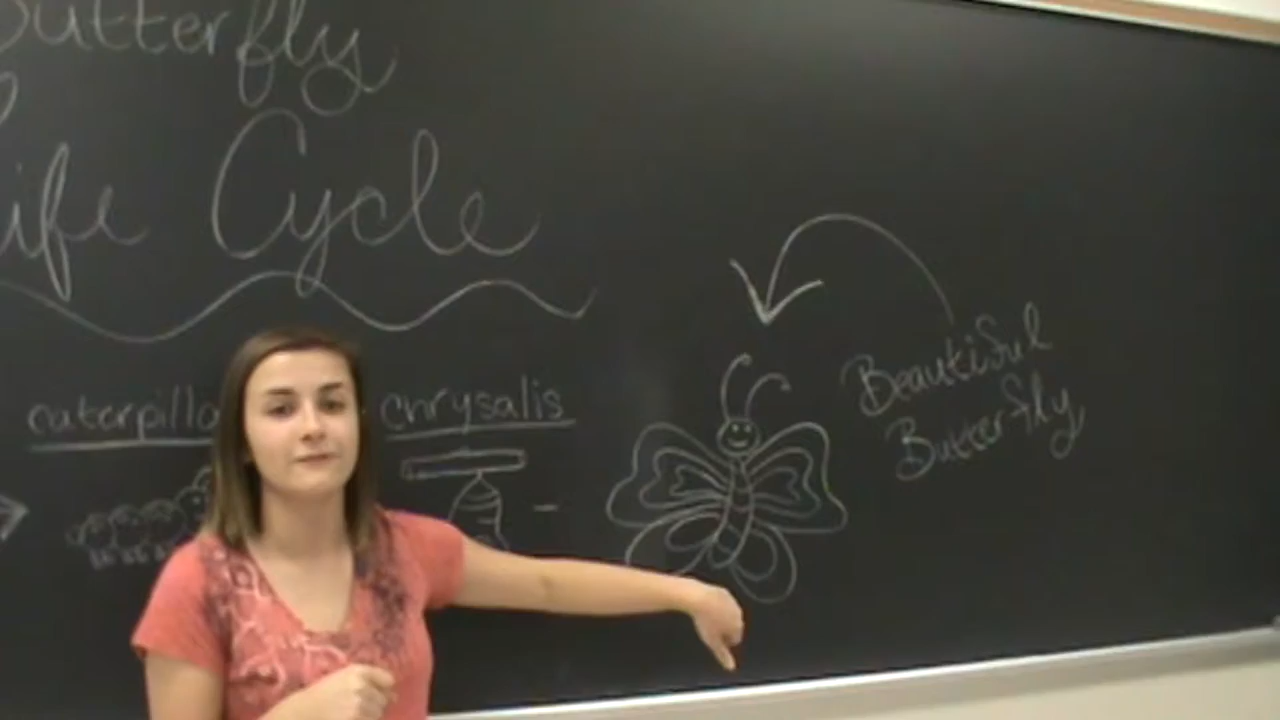 Butterfly
Life Cycle
caterpilla
chrysalis
Beautiful
Butterfly